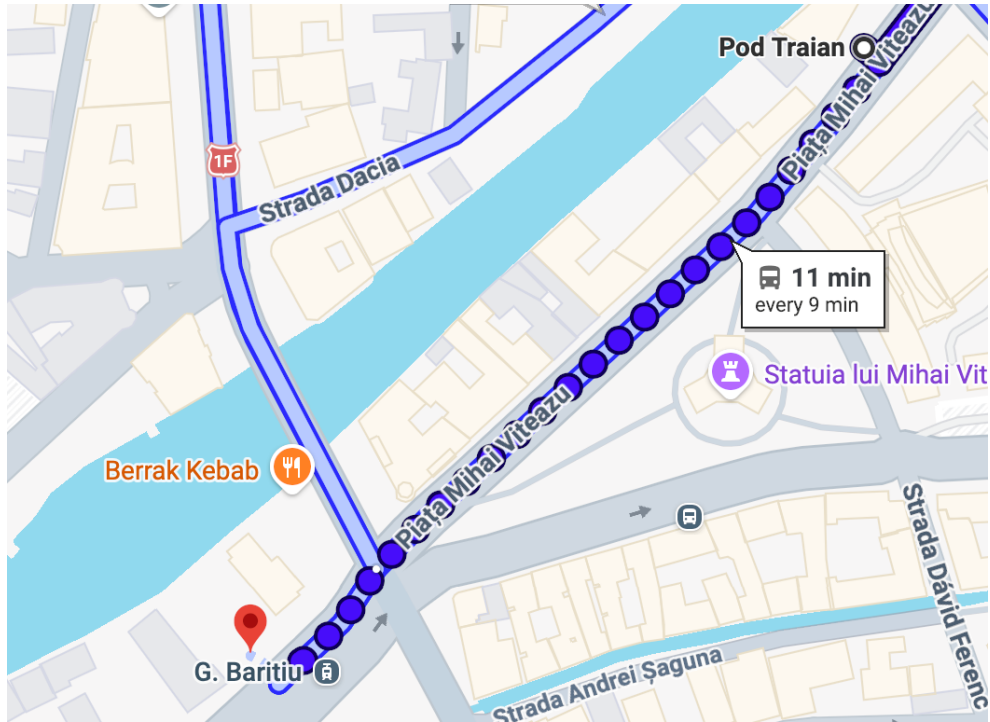 Pod Traian
Piața Mihai Viteazu
1F
Strada Dacia
11 min
every 9 min
Statuia lui Mihai Vit
Piața Mihai Viteazu
Berrak Kebab
Strada Dávid Ferenc
G. Baritiu
Strada Andrei Șaguna